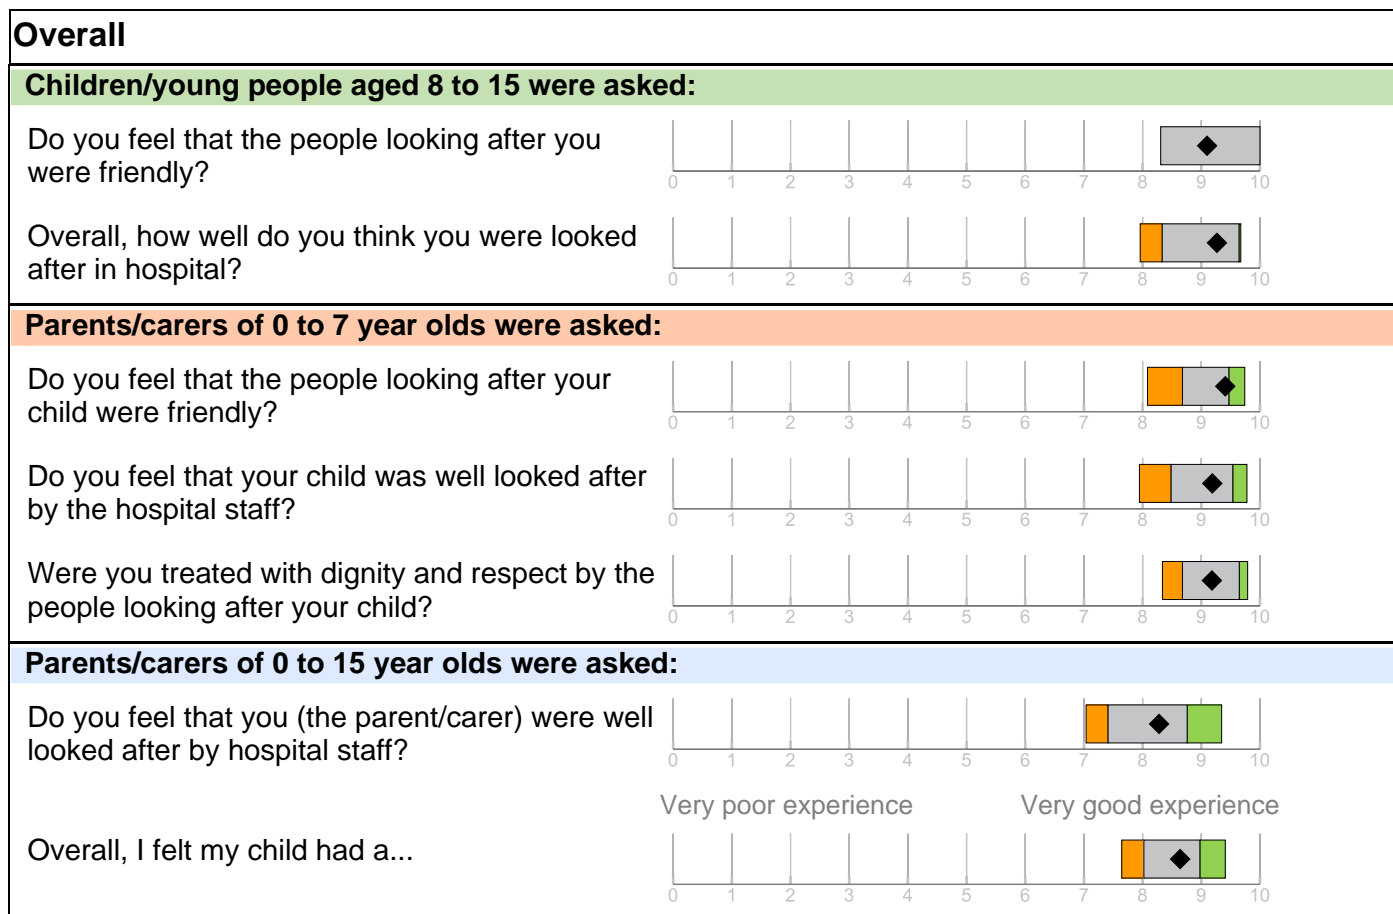 Overall
Children/young people aged 8 to 15 were asked:
Do you feel that the people looking after you
were friendly?
0 1 2 3 4 5 6 7 8 9 10
Overall, how well do you think you were looked
after in hospital?
0 1 2 3 4 5 6 7 8 9 10
Parents/carers of 0 to 7 year olds were asked:
Do you feel that the people looking after your
child were friendly?
0 1 2 3 4 5 6 7 8 9 10
Do you feel that your child was well looked after
by the hospital staff?
0 1 2 3 4 5 6 7 8 9 10
Were you treated with dignity and respect by the
people looking after your child?
0 1 2 3 4 5 6 7 8 9 10
Parents/carers of 0 to 15 year olds were asked:
Do you feel that you (the parent/carer) were well
looked after by hospital staff?
0 1 2 3 4 5 6 7 8 9 10
Very poor experience Very good experience
Overall, I felt my child had a...
0 1 2 3 4 5 6 7 8 9 10